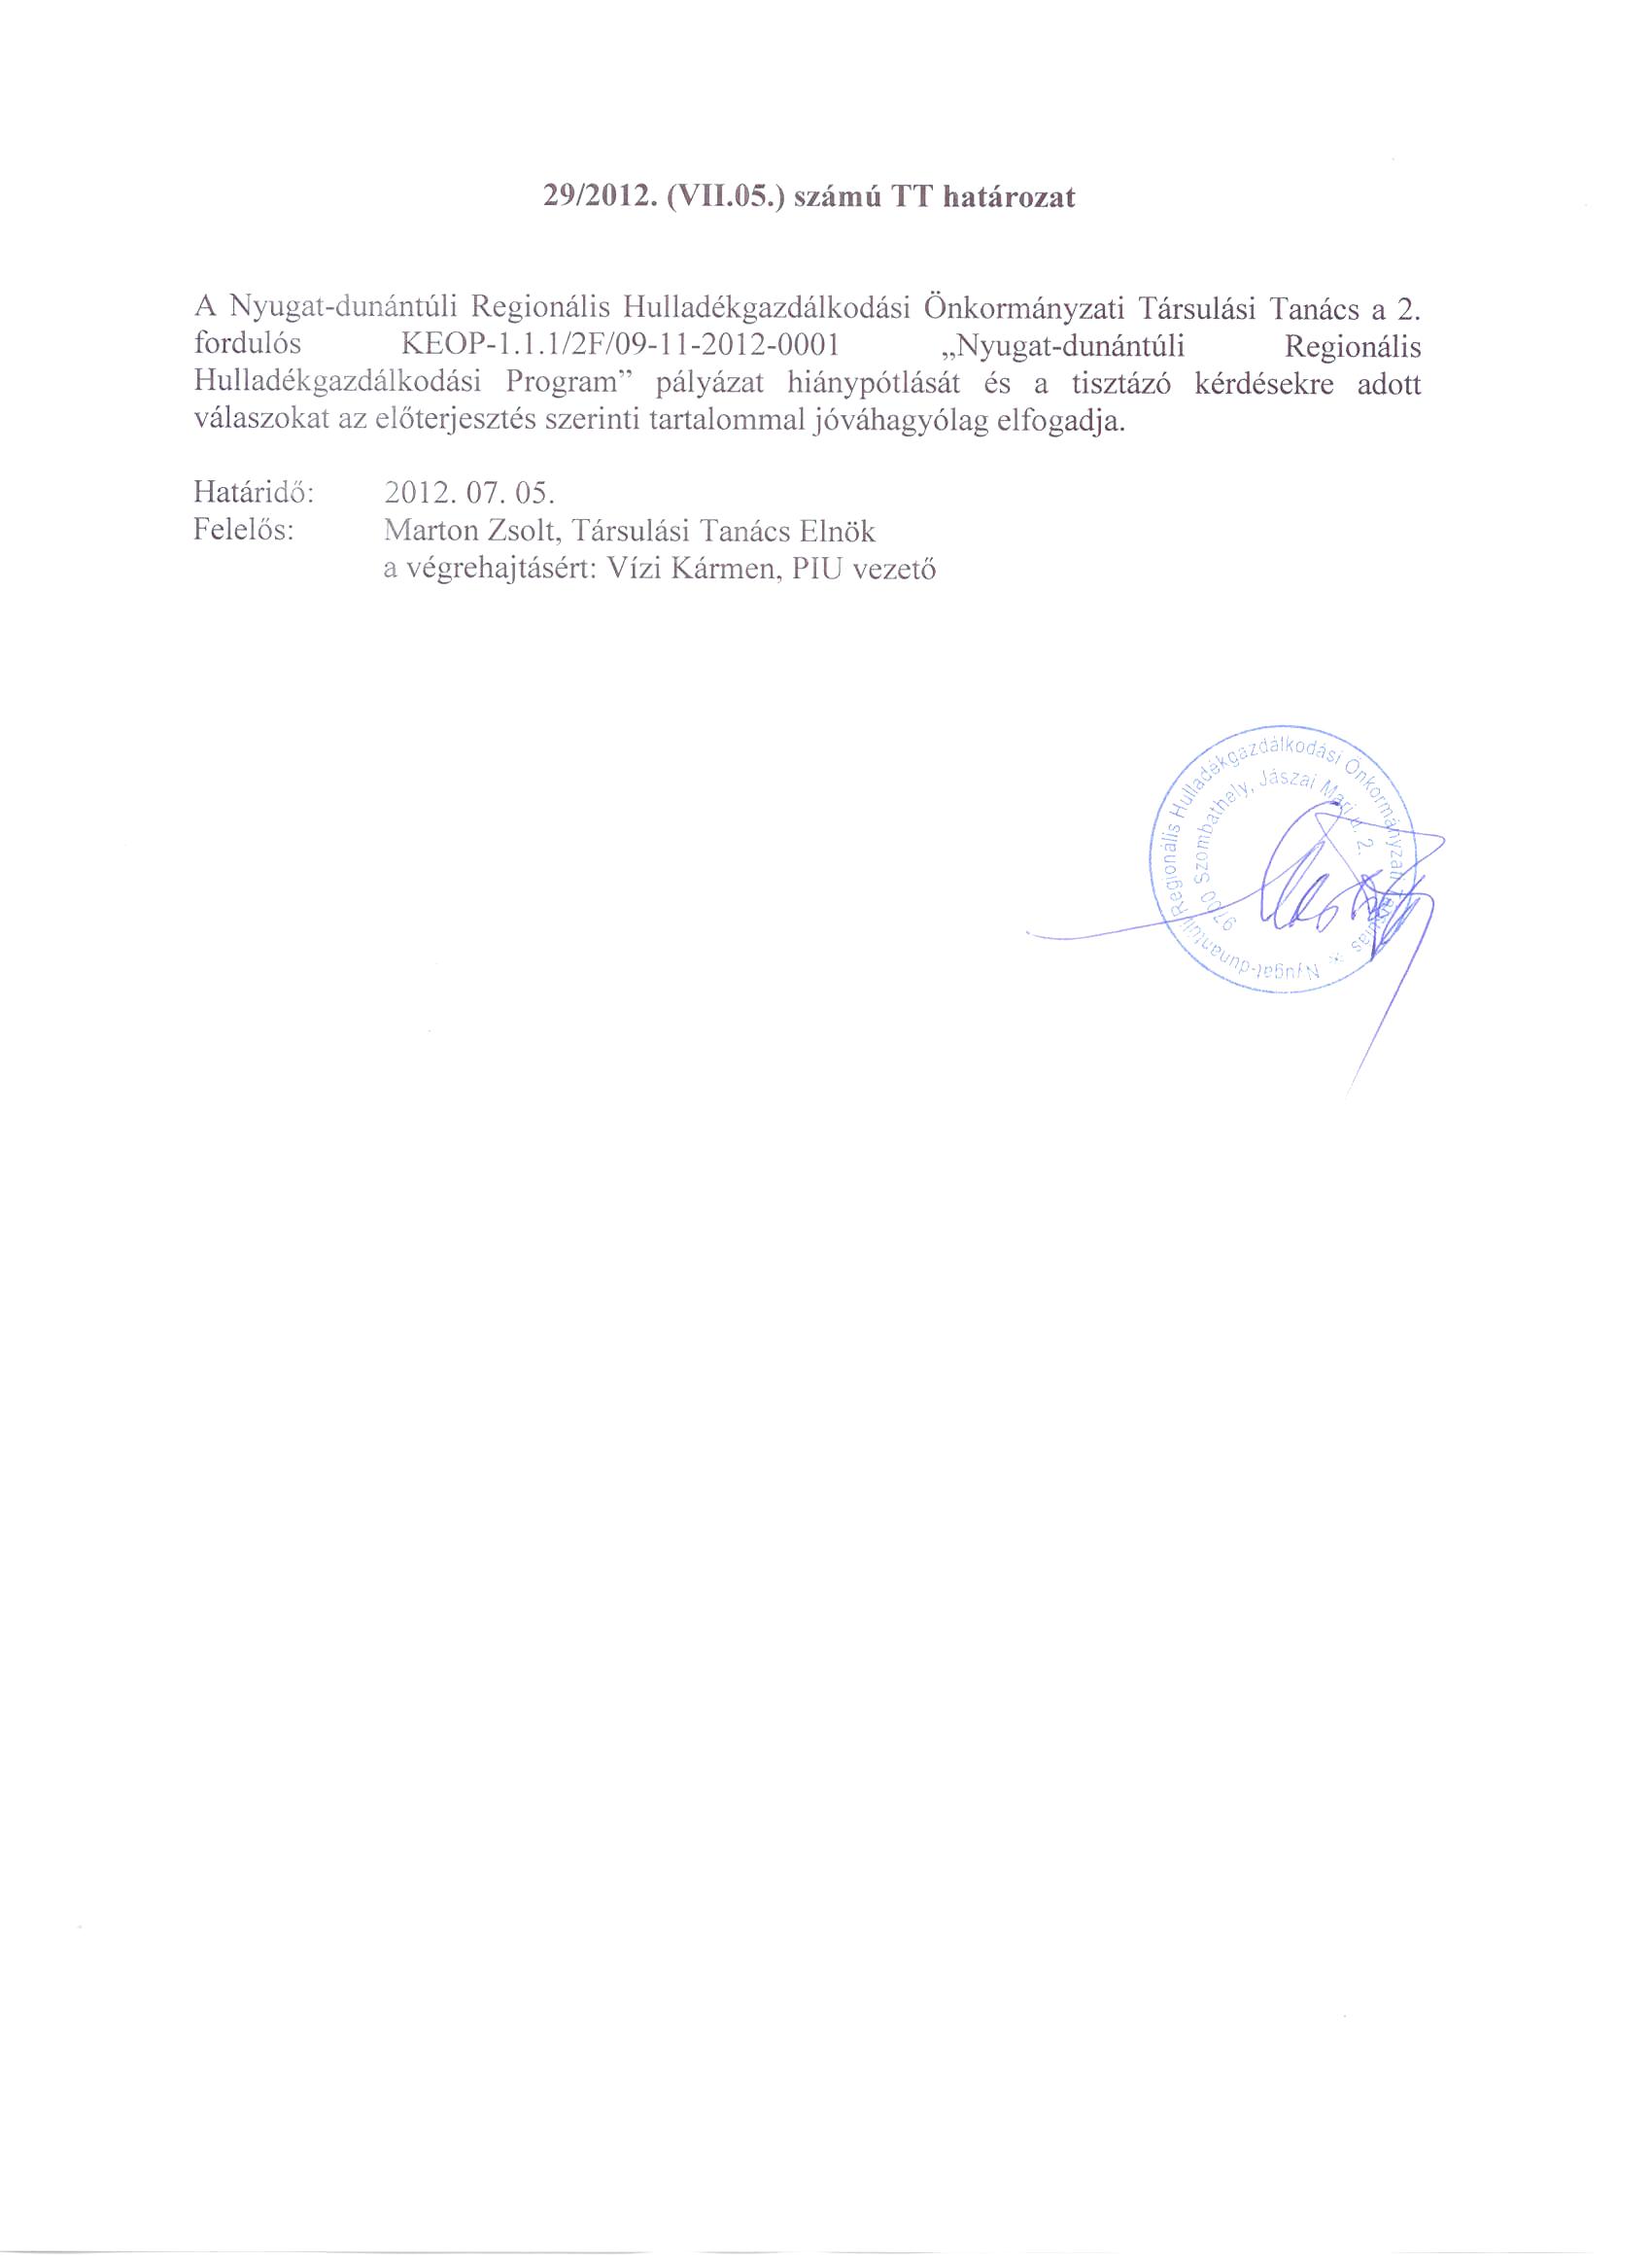 29/2012. (VII.05.) számú TT határozat
A Nyugat-dunántúli Regionális Hulladékgazdálkodási Önkormányzati Társulási Tanács a 2.
fordulós KEOP-1.1.1/2F/09-11-2012-0001 „Nyugat-dunántúli Regionális
Hulladékgazdálkodási Program” pályázat hiánypótlását és a tisztázó kérdésekre adott
válaszokat az előterjesztés szerinti tartalommal jóváhagyólag elfogadja.
Határidő: 2012. 07. 05.
Felelős: Marton Zsolt, Társulási Tanács Elnök
a végrehajtásért: Vízi Kármen, PIU vezető
Nyugat-dunántúli Regionális Hulladékgazdálkodási Önkormányzati Társulás *
9700 Szombathely, Jászai Mari u. 2.